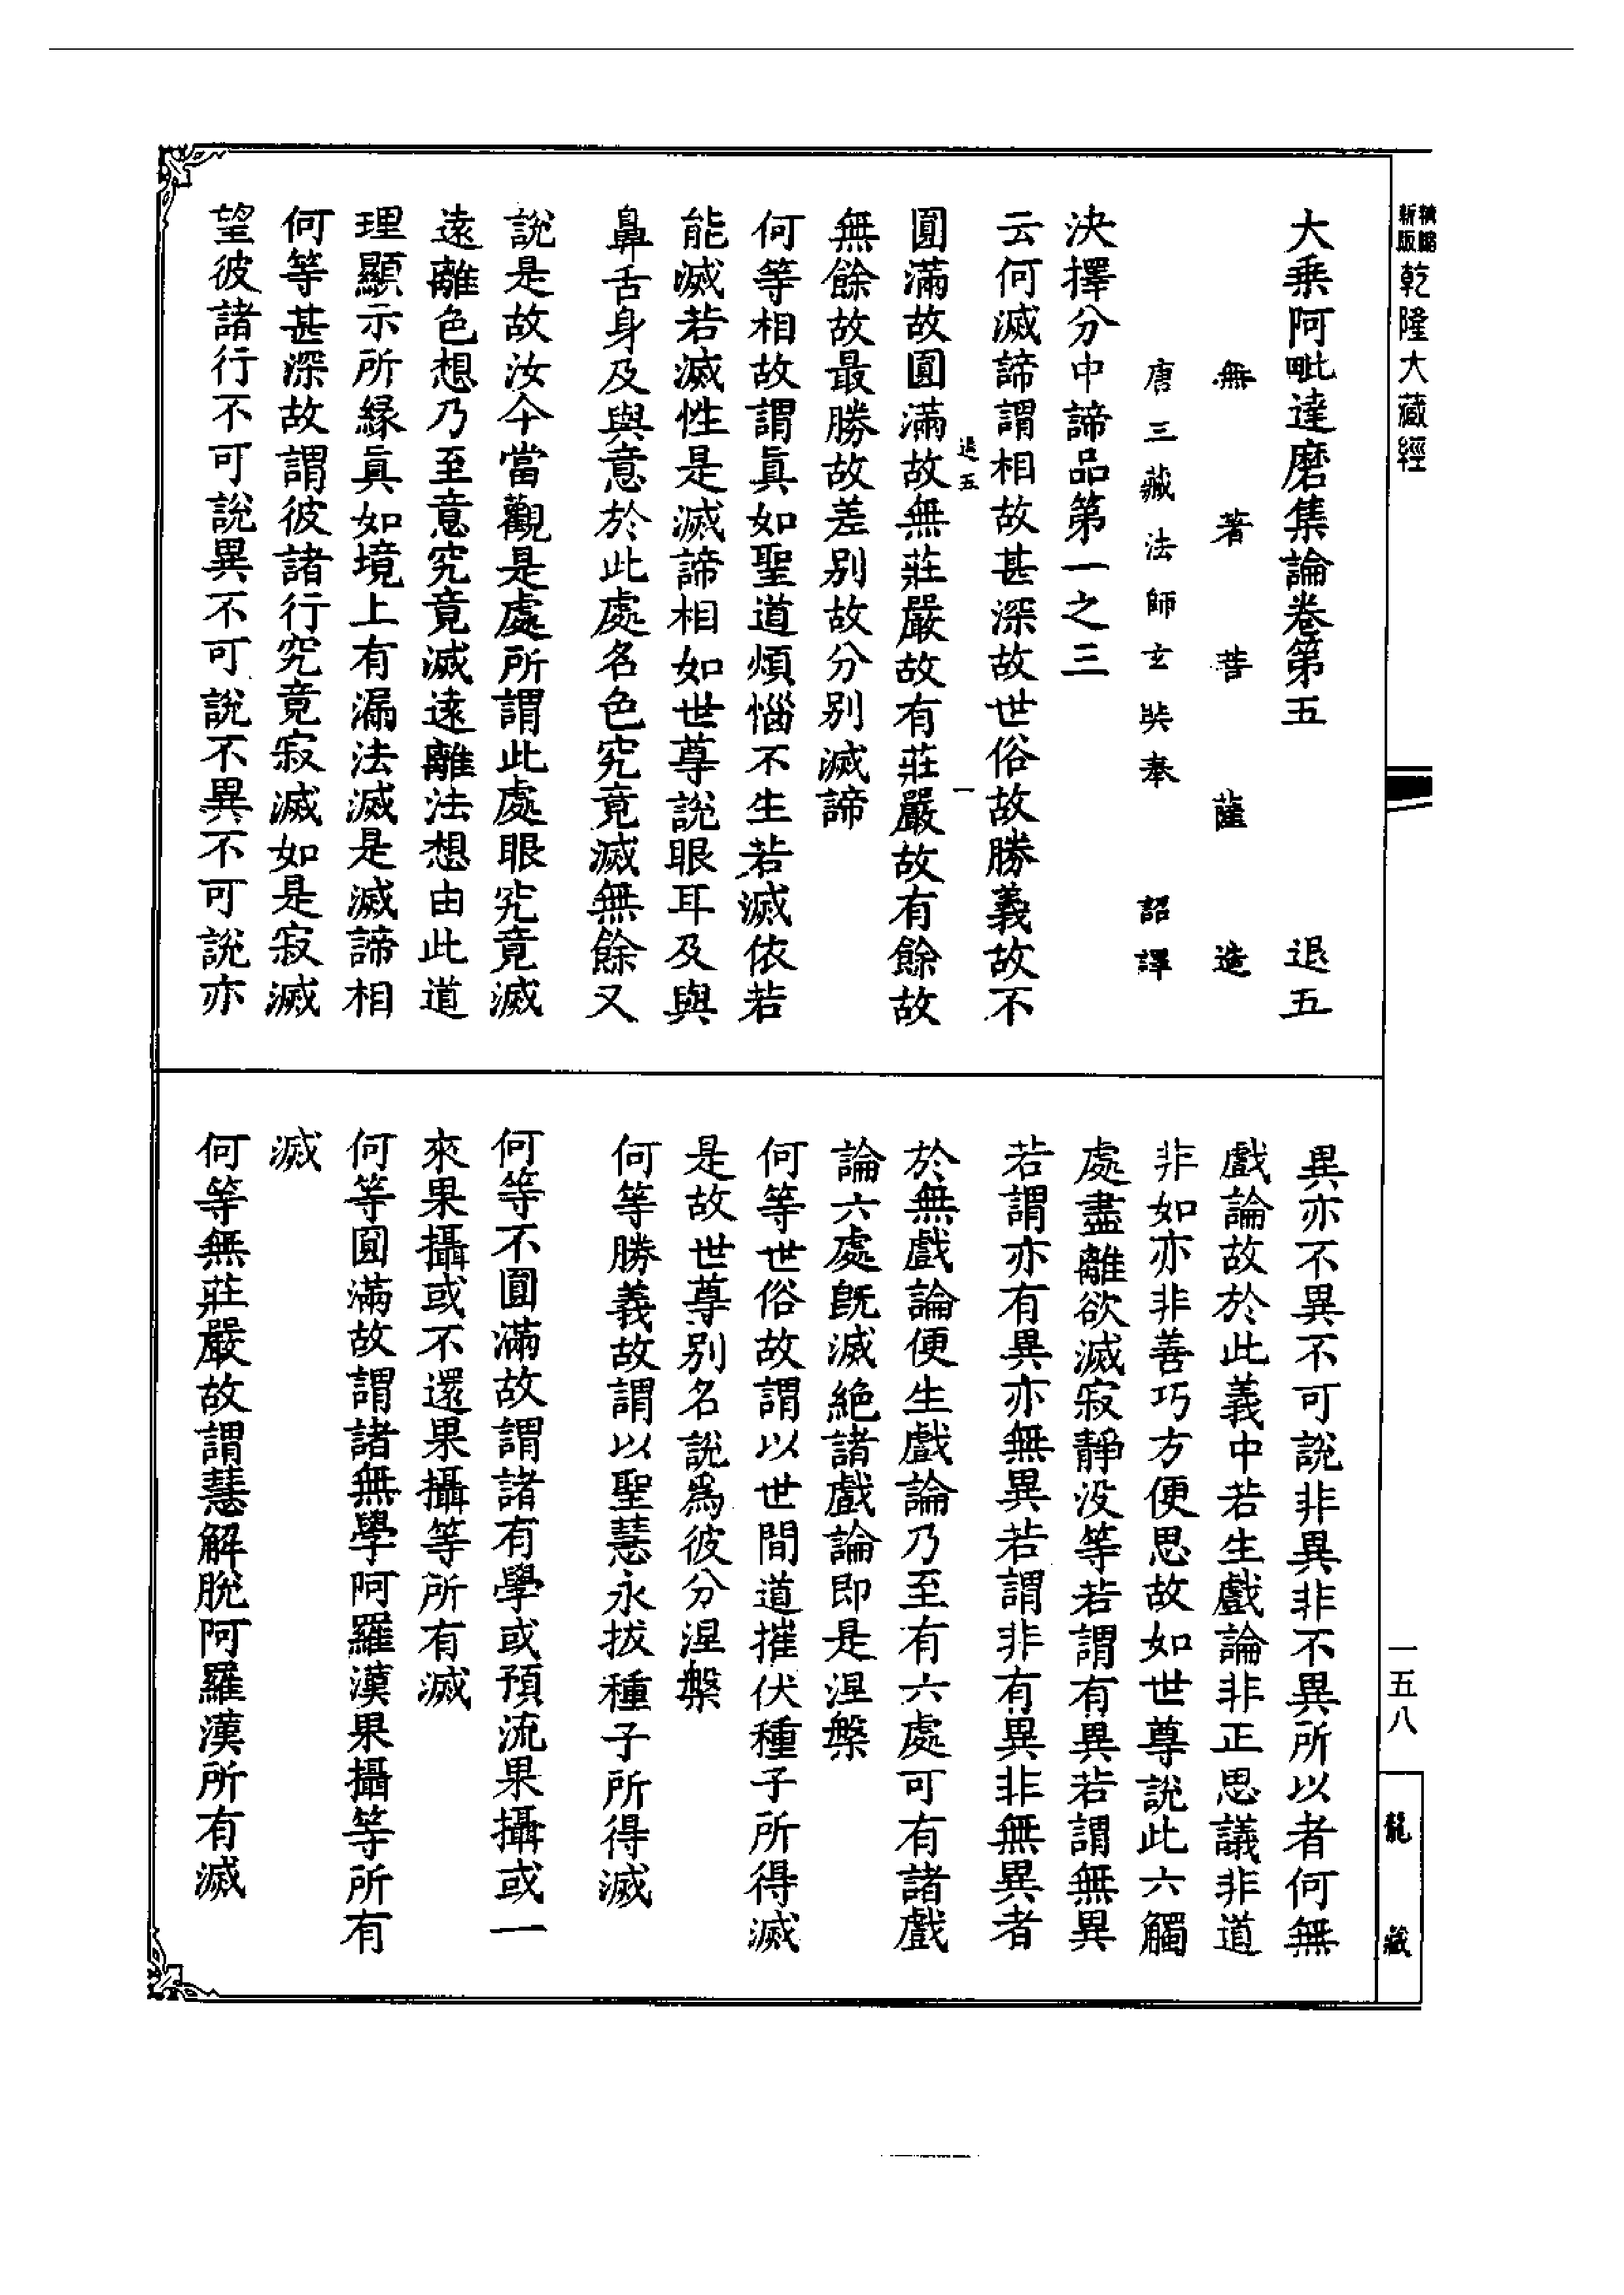 精縮新版乾隆大藏經
大乘阿毗達磨集論卷第五　退五
無著菩薩造
唐三藏法師玄奘奉　詔譯
決擇分中諦品第一之三
云何滅諦謂相故甚深故世俗故勝義故不
退五　一
圓滿故圓滿故無莊嚴故有莊嚴故有餘故
無餘故最勝故差別故分別滅諦
何等相故謂眞如聖道煩惱不生若滅依若
能滅若滅性是滅諦相如世尊說眼耳及與
鼻舌身及與意於此處名色究竟滅無餘又
說是故汝今當觀是處所謂此處眼究竟滅
遠離色想乃至意究竟滅遠離法想由此道
理顯示所緣眞如境上有漏法滅是滅諦相
何等甚深故謂彼諸行究竟寂滅如是寂滅
望彼諸行不可說異不可說不異不可說亦
異亦不異不可說非異非不異所以者何無
戲論故於此義中若生戲論非正思議非道
非如亦非善巧方便思故如世尊說此六觸
處盡離欲滅寂靜没等若謂有異若謂無異
若謂亦有異亦無異若謂非有異非無異者
於無戲論便生戲論乃至有六處可有諸戲
論六處旣滅絶諸戲論即是涅槃
何等世俗故謂以世間道摧伏種子所得滅
是故世尊別名說爲彼分涅槃
何等勝義故謂以聖慧永拔種子所得滅
何等不圓滿故謂諸有學或預流果攝或一
來果攝或不還果攝等所有滅
何等圓滿故謂諸無學阿羅漢果攝等所有
滅
何等無莊嚴故謂慧解脫阿羅漢所有滅
一五八
龍藏